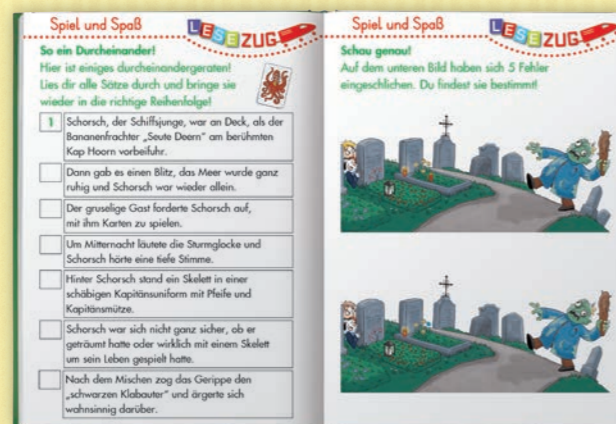 Spiel und Spaß
LESEZUG
So ein Durcheinander!
Hier ist einiges durcheinandergeraten!
Lies dir alle Sätze durch und bringe sie
wieder in die richtige Reihenfolge!
1
Schorsch, der Schiffsjunge, war an Deck, als der
Bananenfrachter „Seute Deern" am berühmten
Kap Hoorn vorbeifuhr.
Dann gab es einen Blitz, das Meer wurde ganz
ruhig und Schorsch war wieder allein.
Der gruselige Gast forderte Schorsch auf,
mit ihm Karten zu spielen.
Um Mitternacht läutete die Sturmglocke und
Schorsch hörte eine tiefe Stimme.
Hinter Schorsch stand ein Skelett in einer
schäbigen Kapitänsuniform mit Pfeife und
Kapitänsmütze.
Schorsch war sich nicht ganz sicher, ob er
geträumt hatte oder wirklich mit einem Skelett
um sein Leben gespielt hatte.
Nach dem Mischen zog das Gerippe den
„schwarzen Klabauter" und ärgerte sich
wahnsinnig darüber.
Spiel und Spaß
LESEZUG
Schau genau!
Auf dem unteren Bild haben sich 5 Fehler
eingeschlichen. Du findest sie bestimmt!